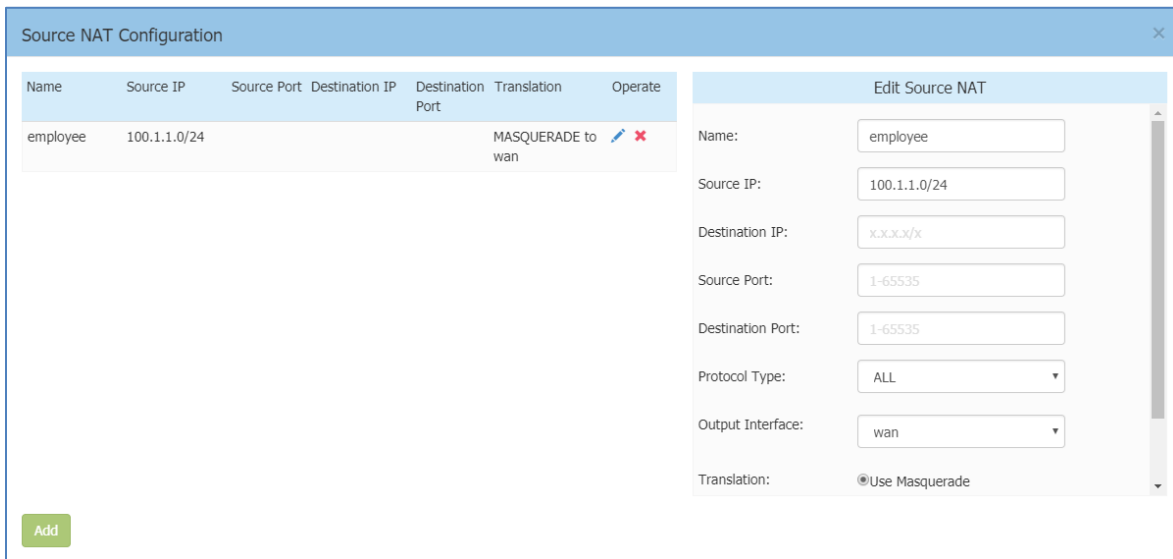 Source NAT Configuration
Name Source IP Source Port Destination IP Destination Port Translation Operate
employee 100.1.1.0/24 MASQUERADE to wan
Edit Source NAT
Name: employee
Source IP: 100.1.1.0/24
Destination IP: x.x.x.x/x
Source Port: 1-65535
Destination Port: 1-65535
Protocol Type: ALL
Output Interface: wan
Translation: Use Masquerade
Add